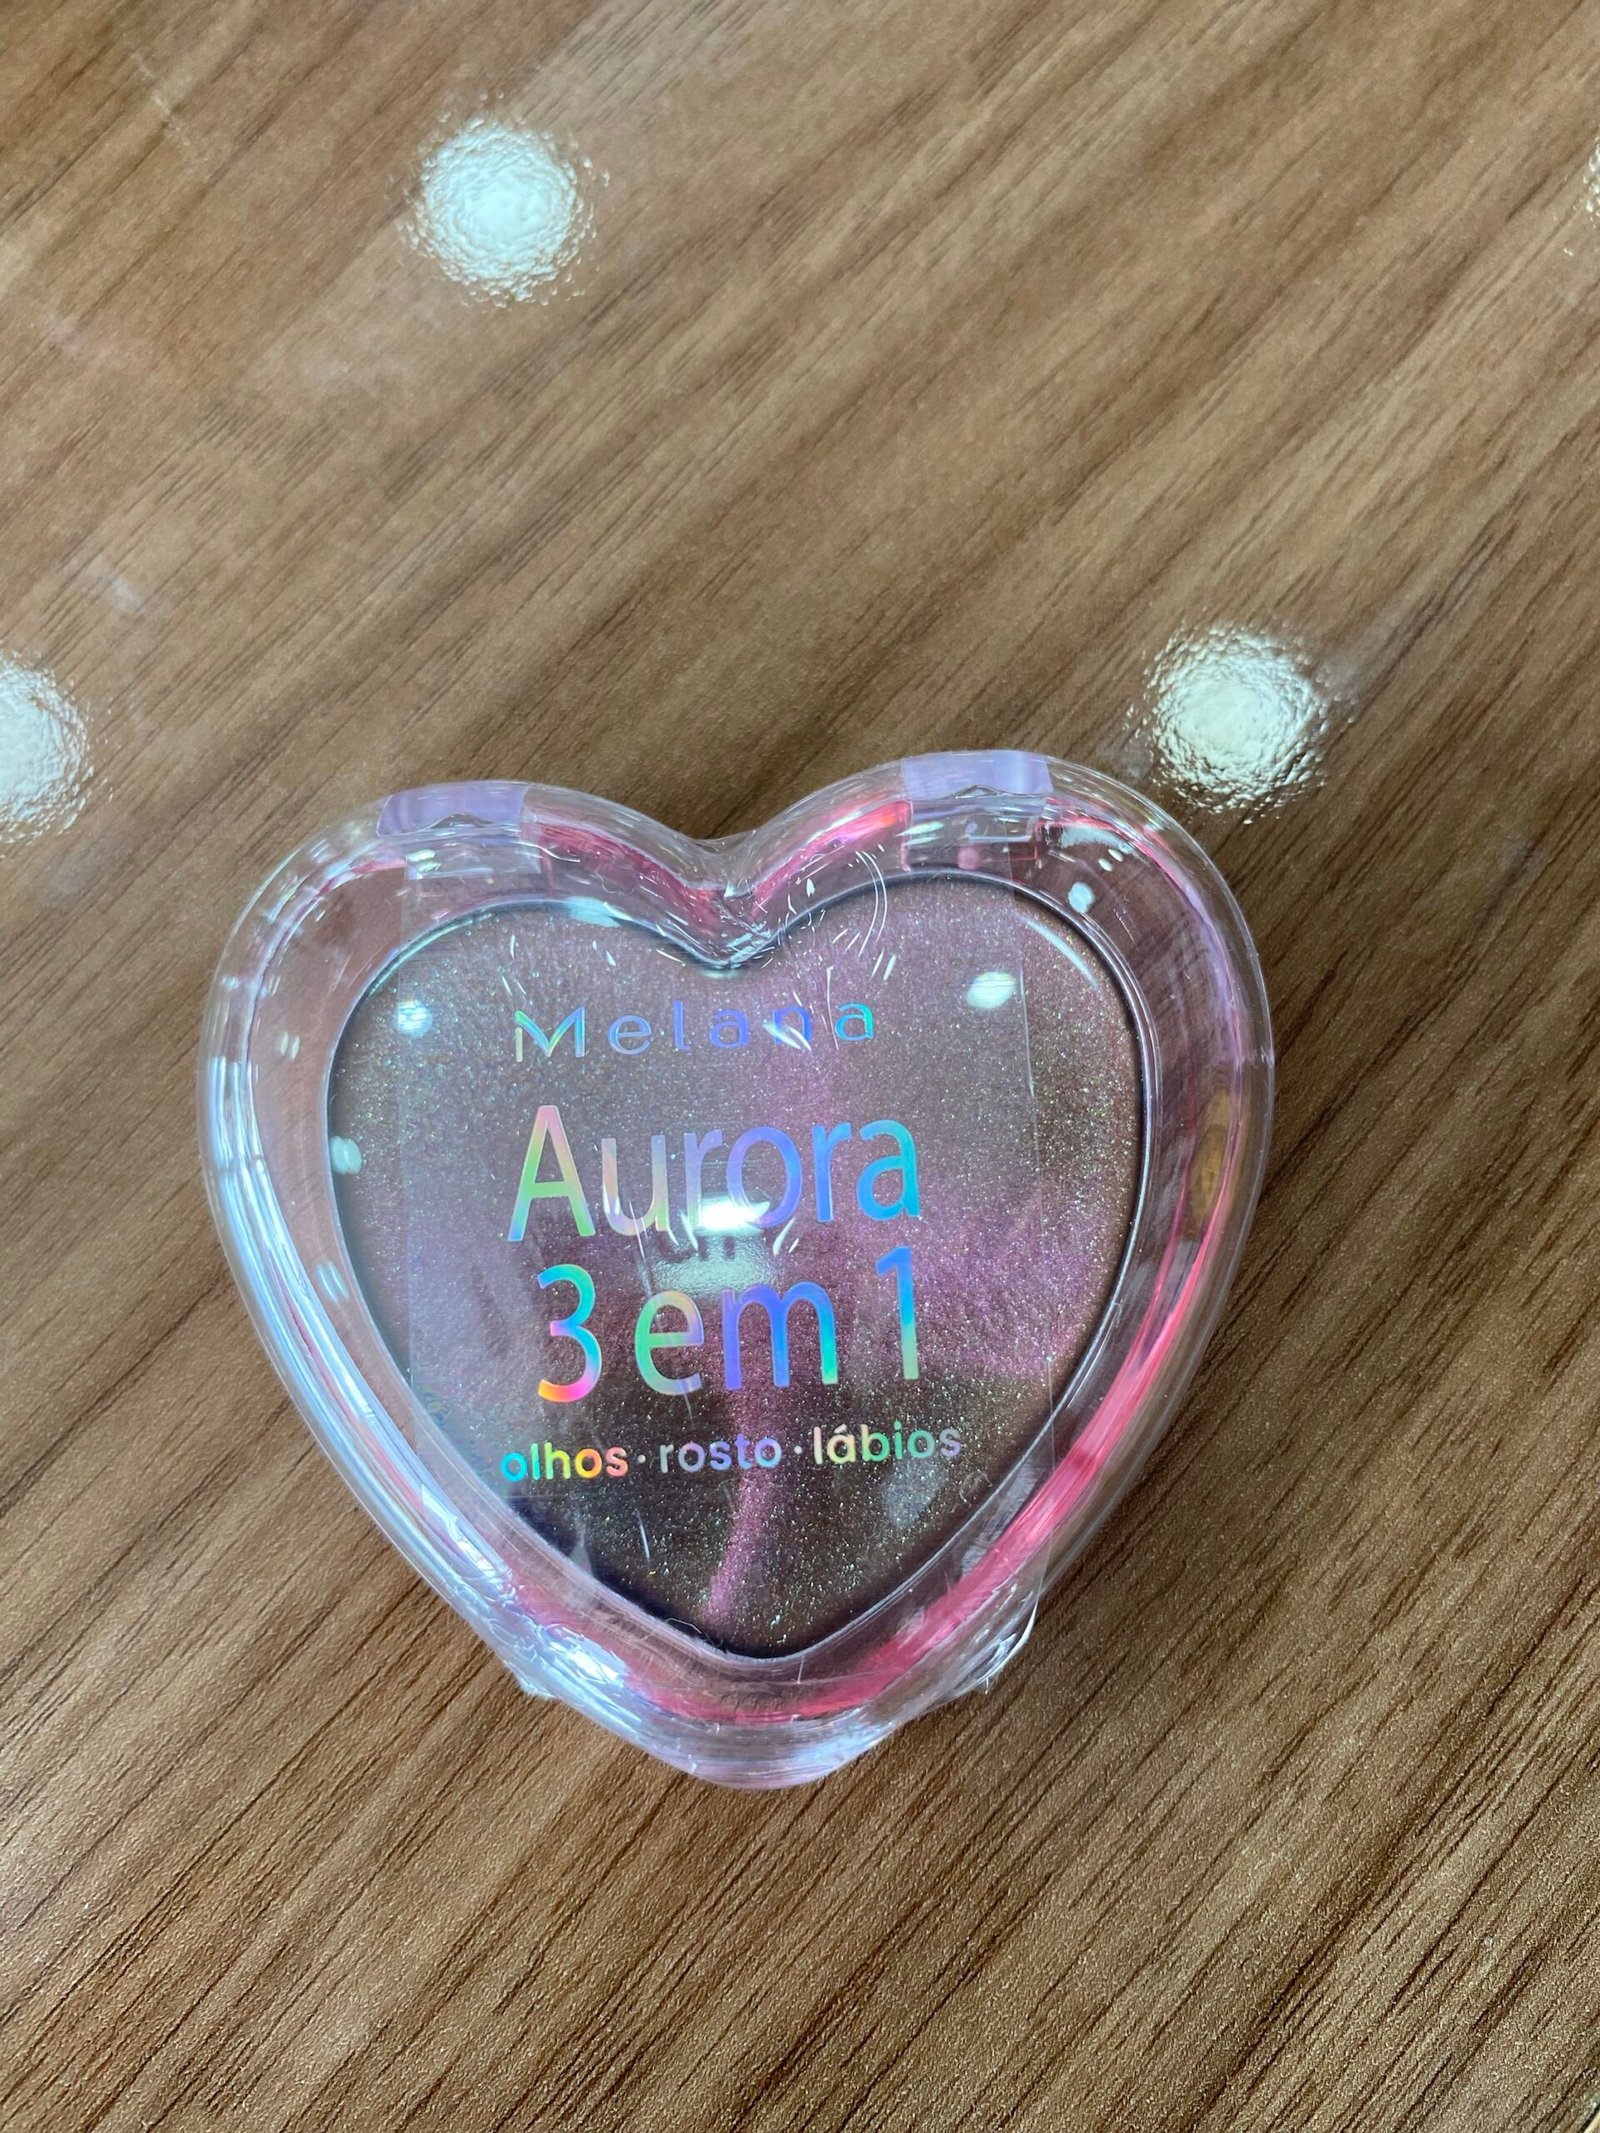 Melana
Aurora
3 em 1
olhos · rosto · lábios